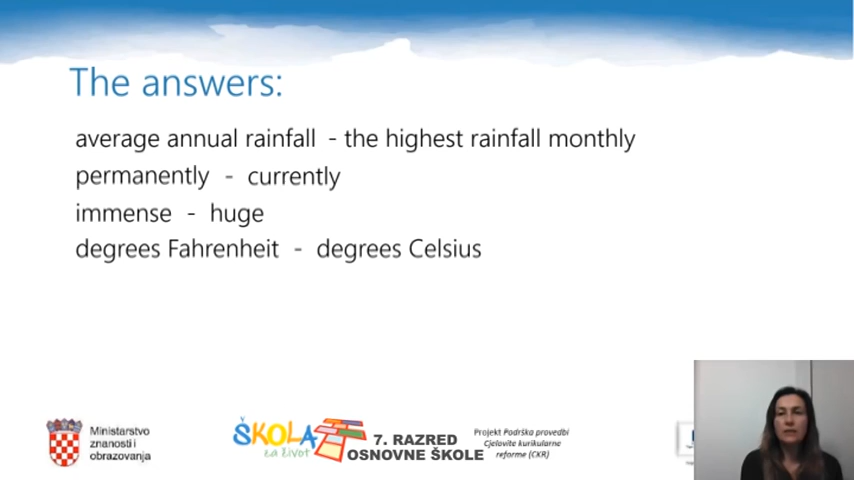 The answers:
average annual rainfall - the highest rainfall monthly
permanently - currently
immense - huge
degrees Fahrenheit - degrees Celsius
Ministarstvo
znanosti i
obrazovanja
ŠKOLA
za život
7. RAZRED
OSNOVNE ŠKOLE
Projekt Podrška provedbi
Cjelovite kurikularne
reforme (CKR)